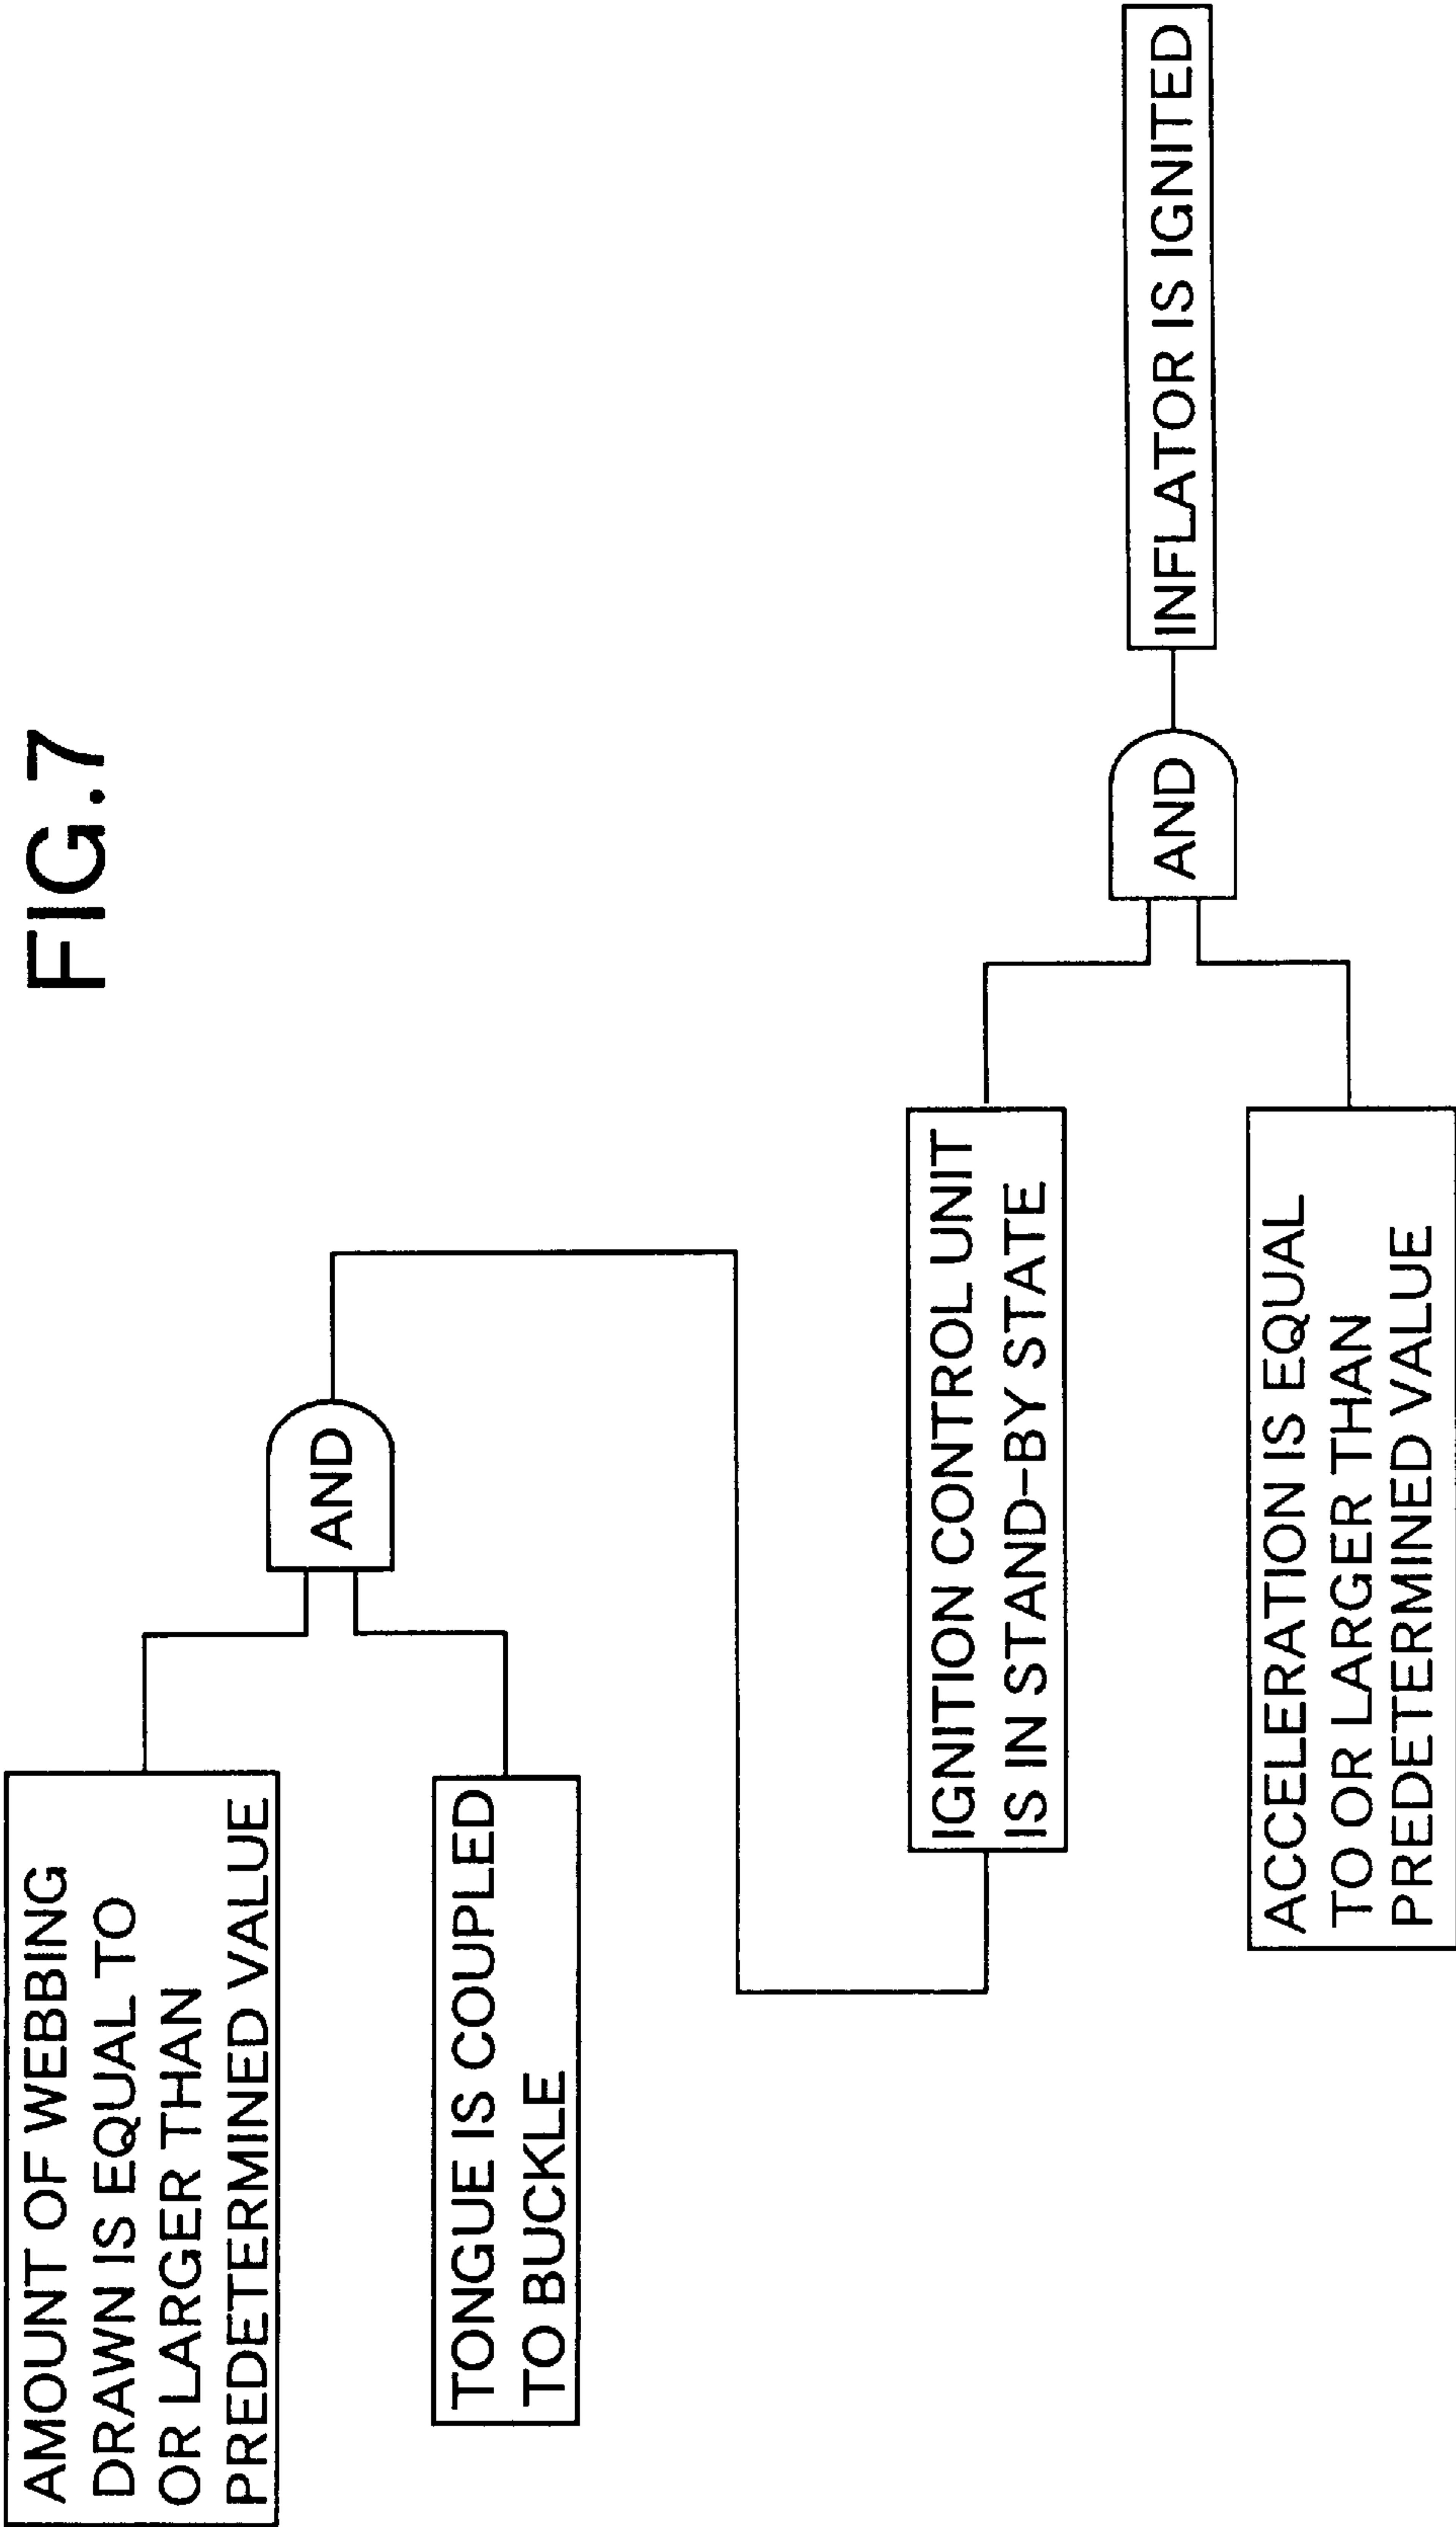 FIG.7
AMOUNT OF WEBBING
DRAWN IS EQUAL TO
OR LARGER THAN
PREDETERMINED VALUE
TONGUE IS COUPLED
TO BUCKLE
AND
IGNITION CONTROL UNIT
IS IN STAND-BY STATE
ACCELERATION IS EQUAL
TO OR LARGER THAN
PREDETERMINED VALUE
AND
INFLATOR IS IGNITED